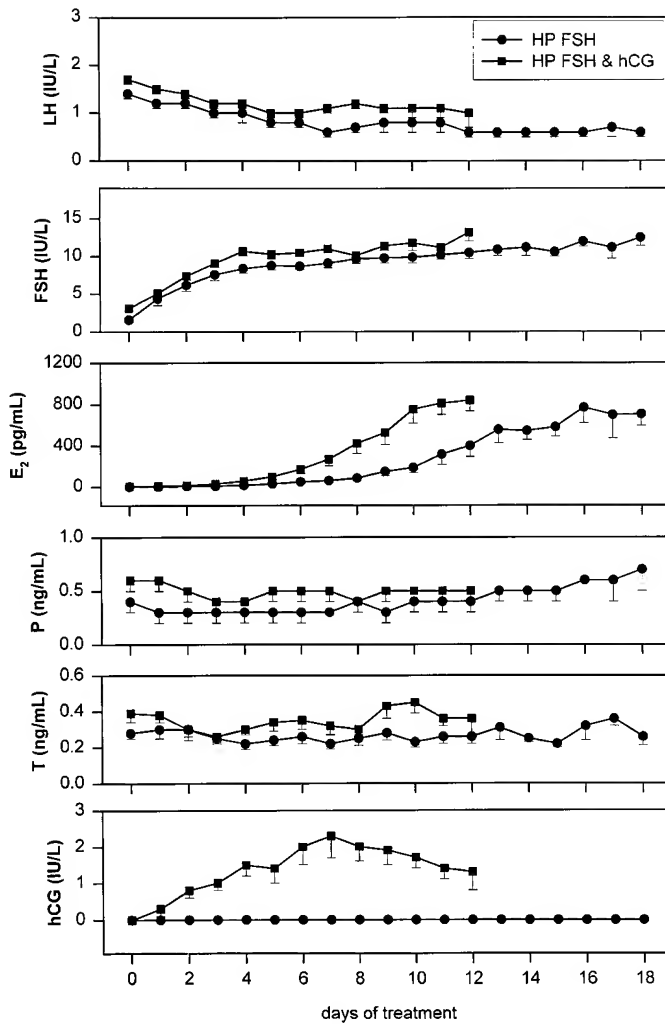 HP FSH
HP FSH & hCG
LH (IU/L)
3
2
1
0
FSH (IU/L)
15
10
5
0
E2 (pg/mL)
1200
800
400
0
P (ng/mL)
1.0
0.5
0.0
T (ng/mL)
0.6
0.4
0.2
0.0
hCG (IU/L)
3
2
1
0
0 2 4 6 8 10 12 14 16 18
days of treatment